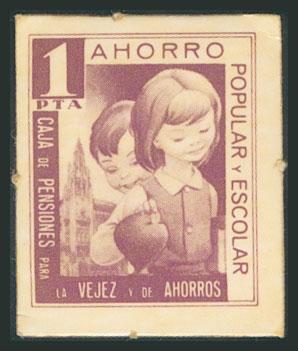 1
PTA
AHORRO
POPULAR Y ESCOLAR
CAJA DE PENSIONES PARA
LA VEJEZ Y DE AHORROS